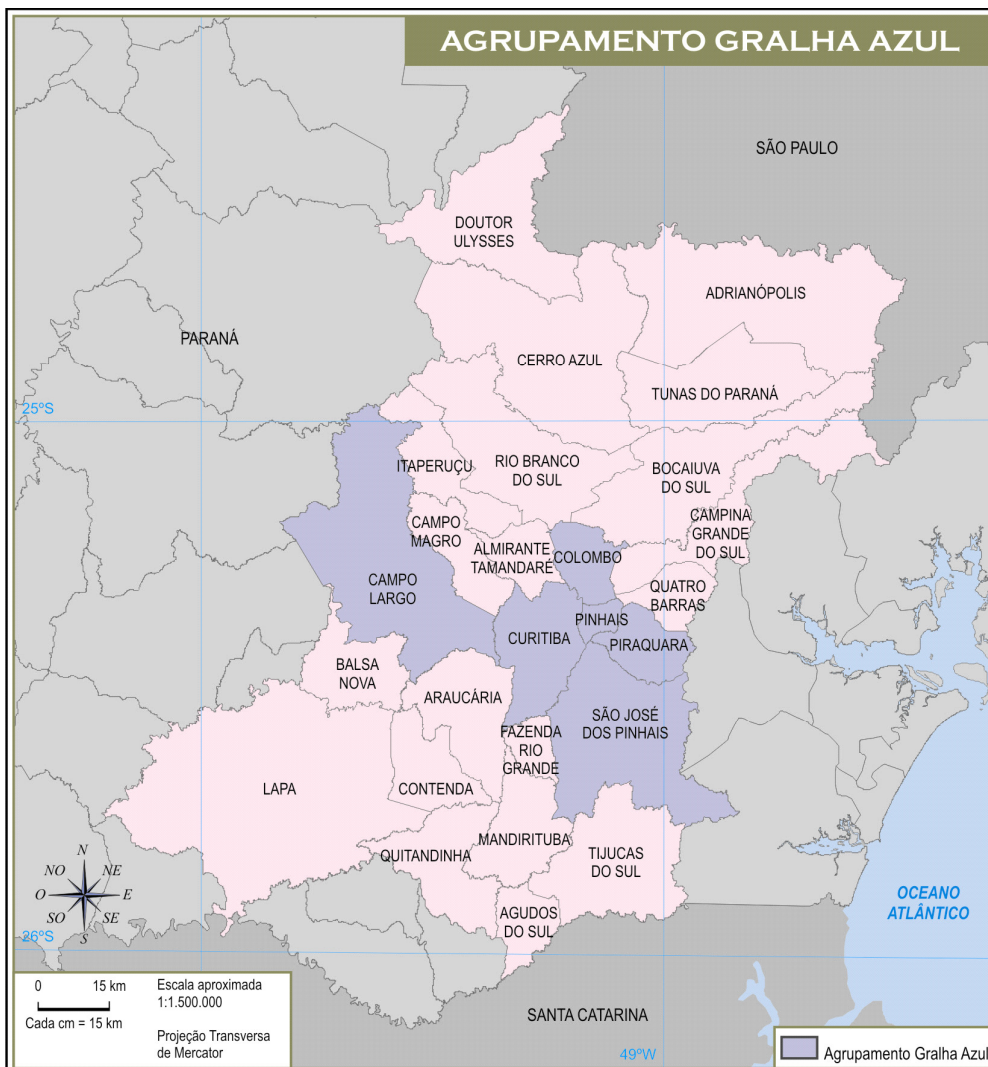 AGRUPAMENTO GRALHA AZUL
SÃO PAULO
DOUTOR
ULYSSES
ADRIANÓPOLIS
PARANÁ
CERRO AZUL
TUNAS DO PARANÁ
25ºS
ITAPERUÇU
RIO BRANCO
DO SUL
BOCAIUVA
DO SUL
CAMPO
MAGRO
CAMPINA
GRANDE
DO SUL
ALMIRANTE
TAMANDARÉ
COLOMBO
CAMPO
LARGO
QUATRO
BARRAS
PINHAIS
CURITIBA
PIRAQUARA
BALSA
NOVA
ARAUCÁRIA
SÃO JOSÉ
DOS PINHAIS
FAZENDA
RIO
GRANDE
LAPA
CONTENDA
MANDIRITUBA
QUITANDINHA
TIJUCAS
DO SUL
AGUDOS
DO SUL
OCEANO
ATLÂNTICO
N
NO NE
O E
SO SE
S
26ºS
0 15 km
Cada cm = 15 km
Escala aproximada
1:1.500.000
Projeção Transversa
de Mercator
SANTA CATARINA
49ºW
Agrupamento Gralha Azul